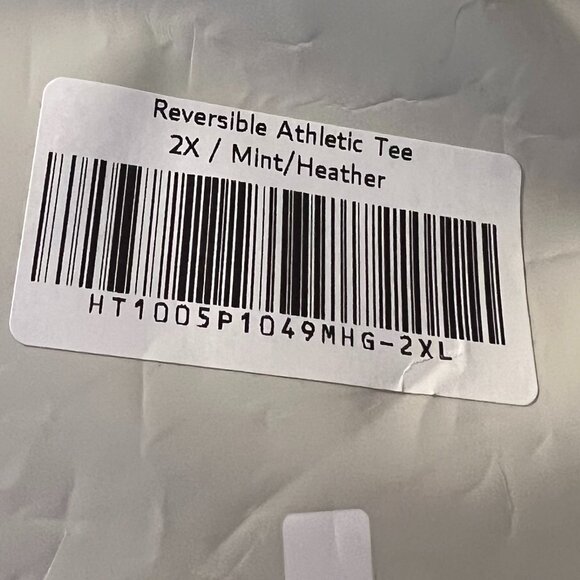 Reversible Athletic Tee
2X / Mint/Heather
HT1005P1049MHG-2XL